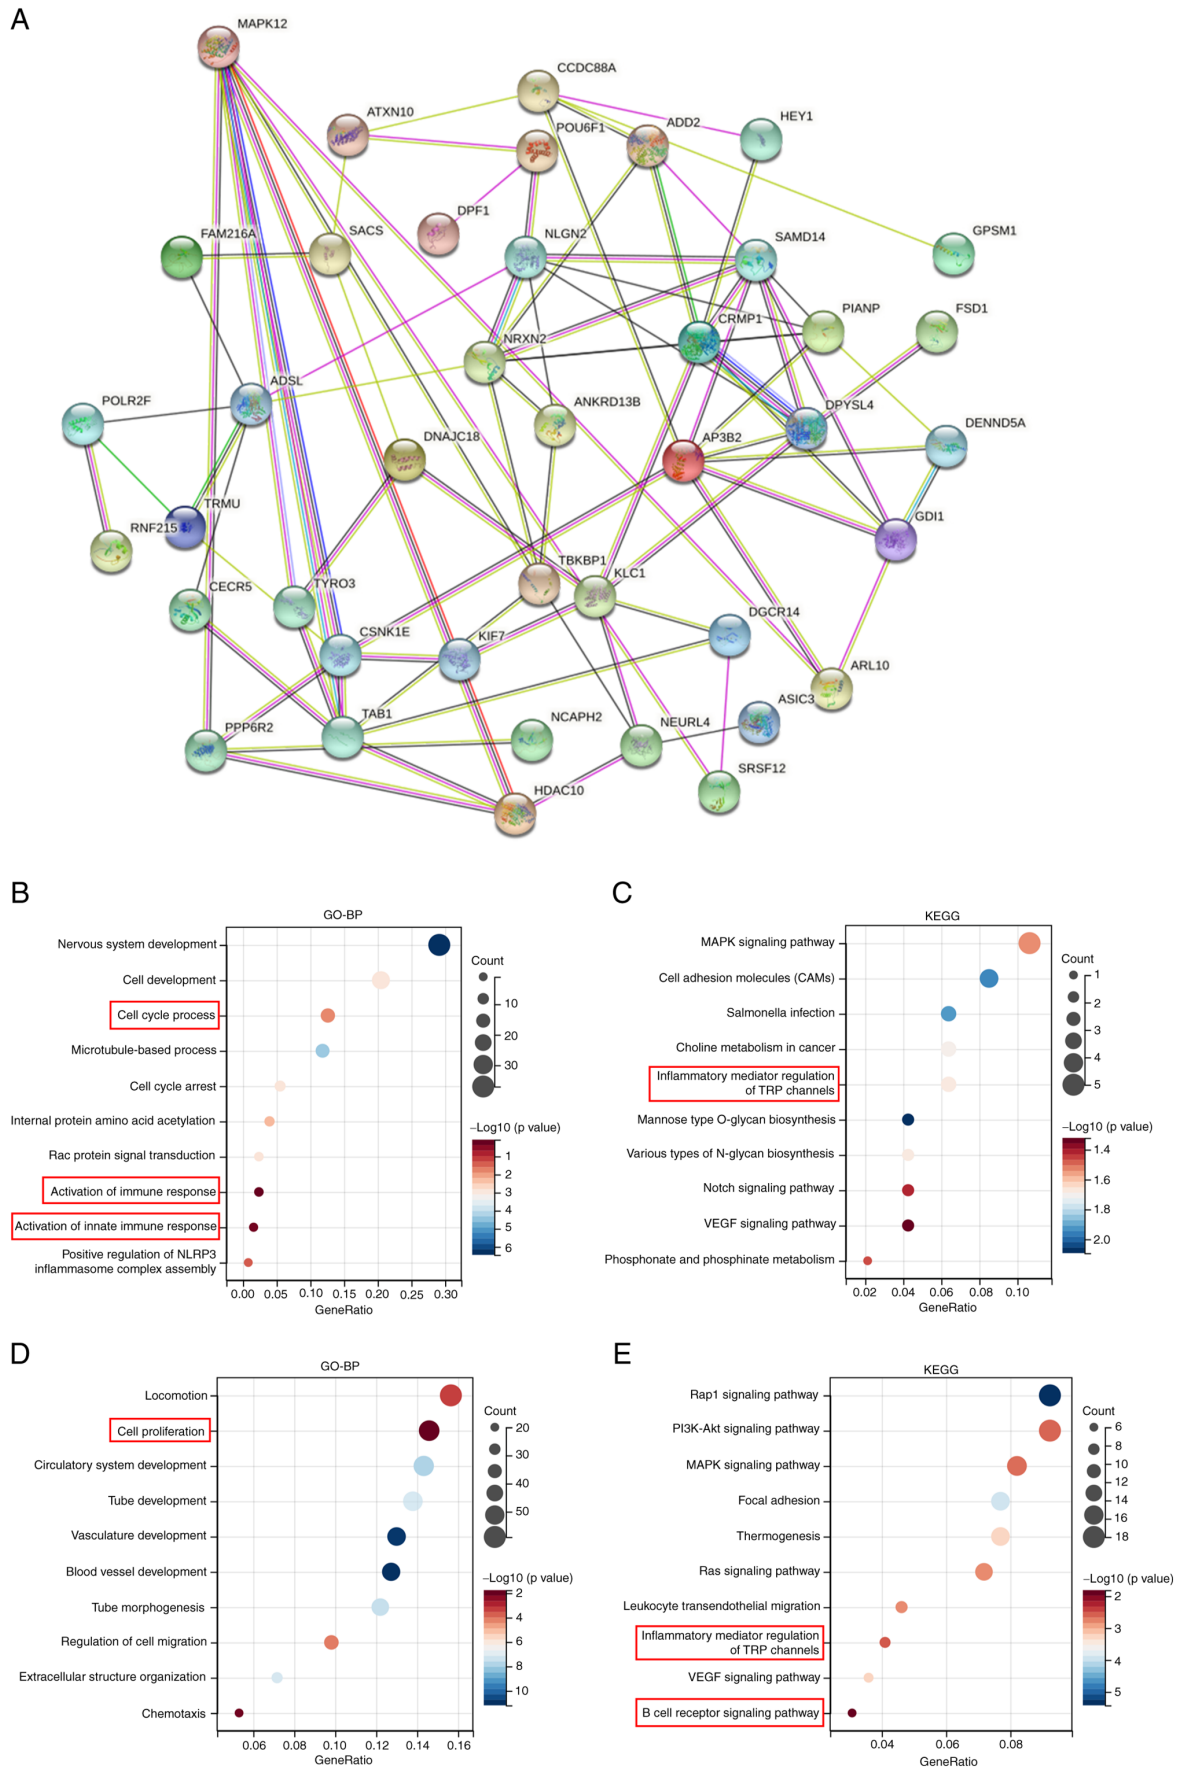 A
MAPK12
CCDC88A
ATXN10
POU6F1
ADD2
HEY1
DPF1
FAM216A
SACS
NLGN2
SAMD14
GPSM1
CRMP1
PIANP
FSD1
NRXN2
ADSL
POLR2F
ANKRD13B
DPYSL4
DNAJC18
AP3B2
DENND5A
TRMU
RNF215
GDI1
TBKBP1
KLC1
CECR5
TYRO3
DGCR14
CSNK1E
KIF7
ARL10
ASIC3
TAB1
NCAPH2
NEURL4
PPP6R2
SRSF12
HDAC10
B
GO-BP
Nervous system development
Cell development
Cell cycle process
Microtubule-based process
Cell cycle arrest
Internal protein amino acid acetylation
Rac protein signal transduction
Activation of immune response
Activation of innate immune response
Positive regulation of NLRP3
inflammasome complex assembly
0.00 0.05 0.10 0.15 0.20 0.25 0.30
GeneRatio
Count
10
20
30
−Log10 (p value)
1
2
3
4
5
6
C
KEGG
MAPK signaling pathway
Cell adhesion molecules (CAMs)
Salmonella infection
Choline metabolism in cancer
Inflammatory mediator regulation
of TRP channels
Mannose type O-glycan biosynthesis
Various types of N-glycan biosynthesis
Notch signaling pathway
VEGF signaling pathway
Phosphonate and phosphinate metabolism
0.02 0.04 0.06 0.08 0.10
GeneRatio
Count
1
2
3
4
5
−Log10 (p value)
1.4
1.6
1.8
2.0
D
GO-BP
Locomotion
Cell proliferation
Circulatory system development
Tube development
Vasculature development
Blood vessel development
Tube morphogenesis
Regulation of cell migration
Extracellular structure organization
Chemotaxis
0.06 0.08 0.10 0.12 0.14 0.16
GeneRatio
Count
20
30
40
50
−Log10 (p value)
2
4
6
8
10
E
KEGG
Rap1 signaling pathway
PI3K-Akt signaling pathway
MAPK signaling pathway
Focal adhesion
Thermogenesis
Ras signaling pathway
Leukocyte transendothelial migration
Inflammatory mediator regulation
of TRP channels
VEGF signaling pathway
B cell receptor signaling pathway
0.04 0.06 0.08
GeneRatio
Count
6
8
10
12
14
16
18
−Log10 (p value)
2
3
4
5